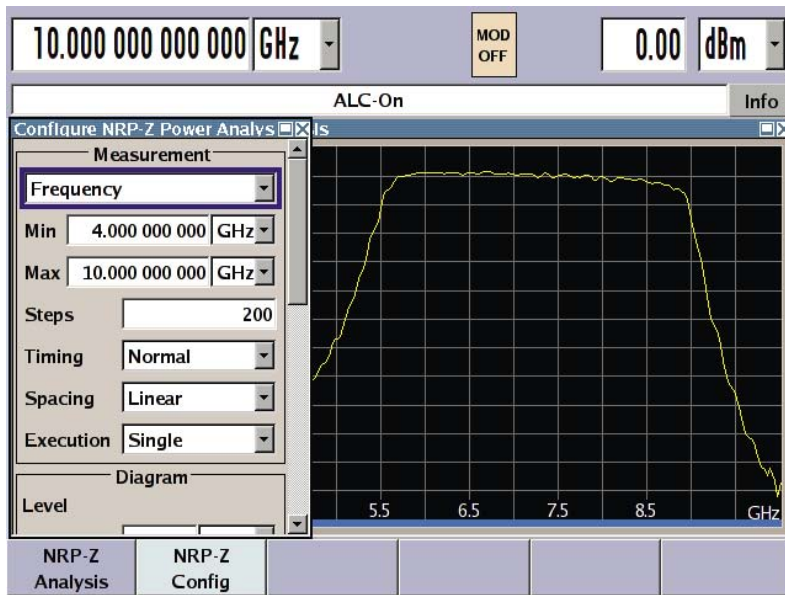 10.000 000 000 000 GHz
MOD OFF
0.00 dBm
ALC-On
Info
Configure NRP-Z Power Analys
is
Measurement
Frequency
Min 4.000 000 000 GHz
Max 10.000 000 000 GHz
Steps 200
Timing Normal
Spacing Linear
Execution Single
Diagram
Level
5.5 6.5 7.5 8.5 GHz
NRP-Z Analysis
NRP-Z Config